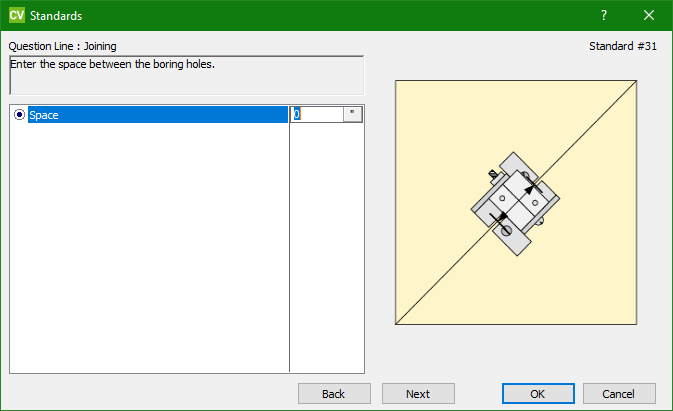 CV Standards ?
Question Line : Joining
Standard #31
Enter the space between the boring holes.
Space 0 "
Back Next OK Cancel